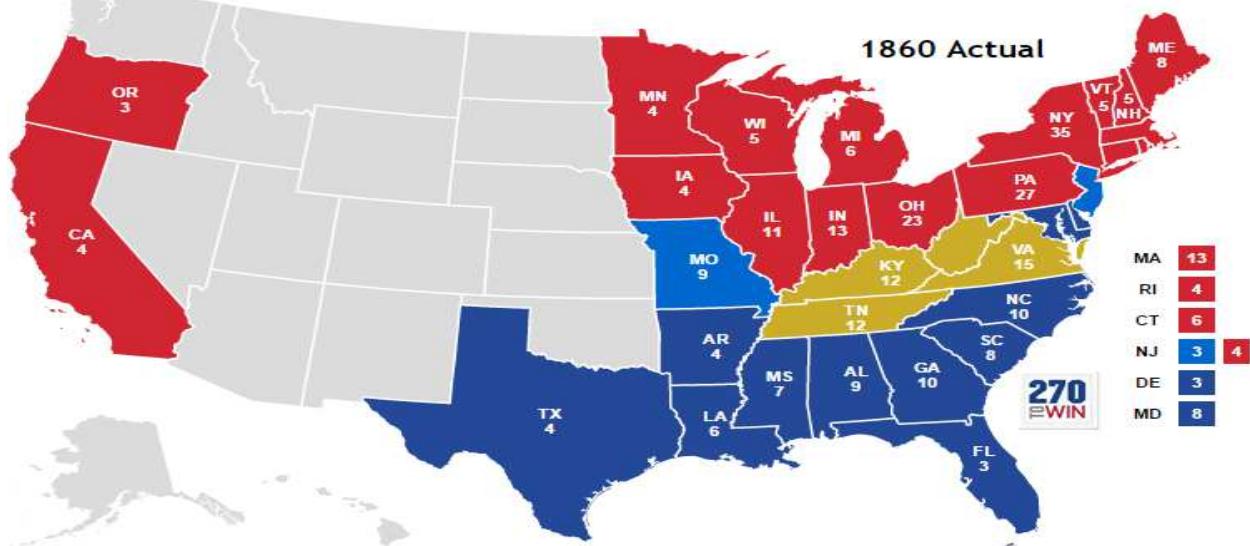 1860 Actual
ME
8
OR
3
MN
4
VT
5
5
NH
WI
5
NY
35
MI
6
IA
4
PA
27
IL
11
IN
13
OH
23
CA
4
MO
9
KY
12
VA
15
TN
12
NC
10
AR
4
SC
8
MS
7
AL
9
GA
10
TX
4
LA
6
FL
3
MA 13
RI 4
CT 6
NJ 3 4
DE 3
MD 8
270
TO WIN